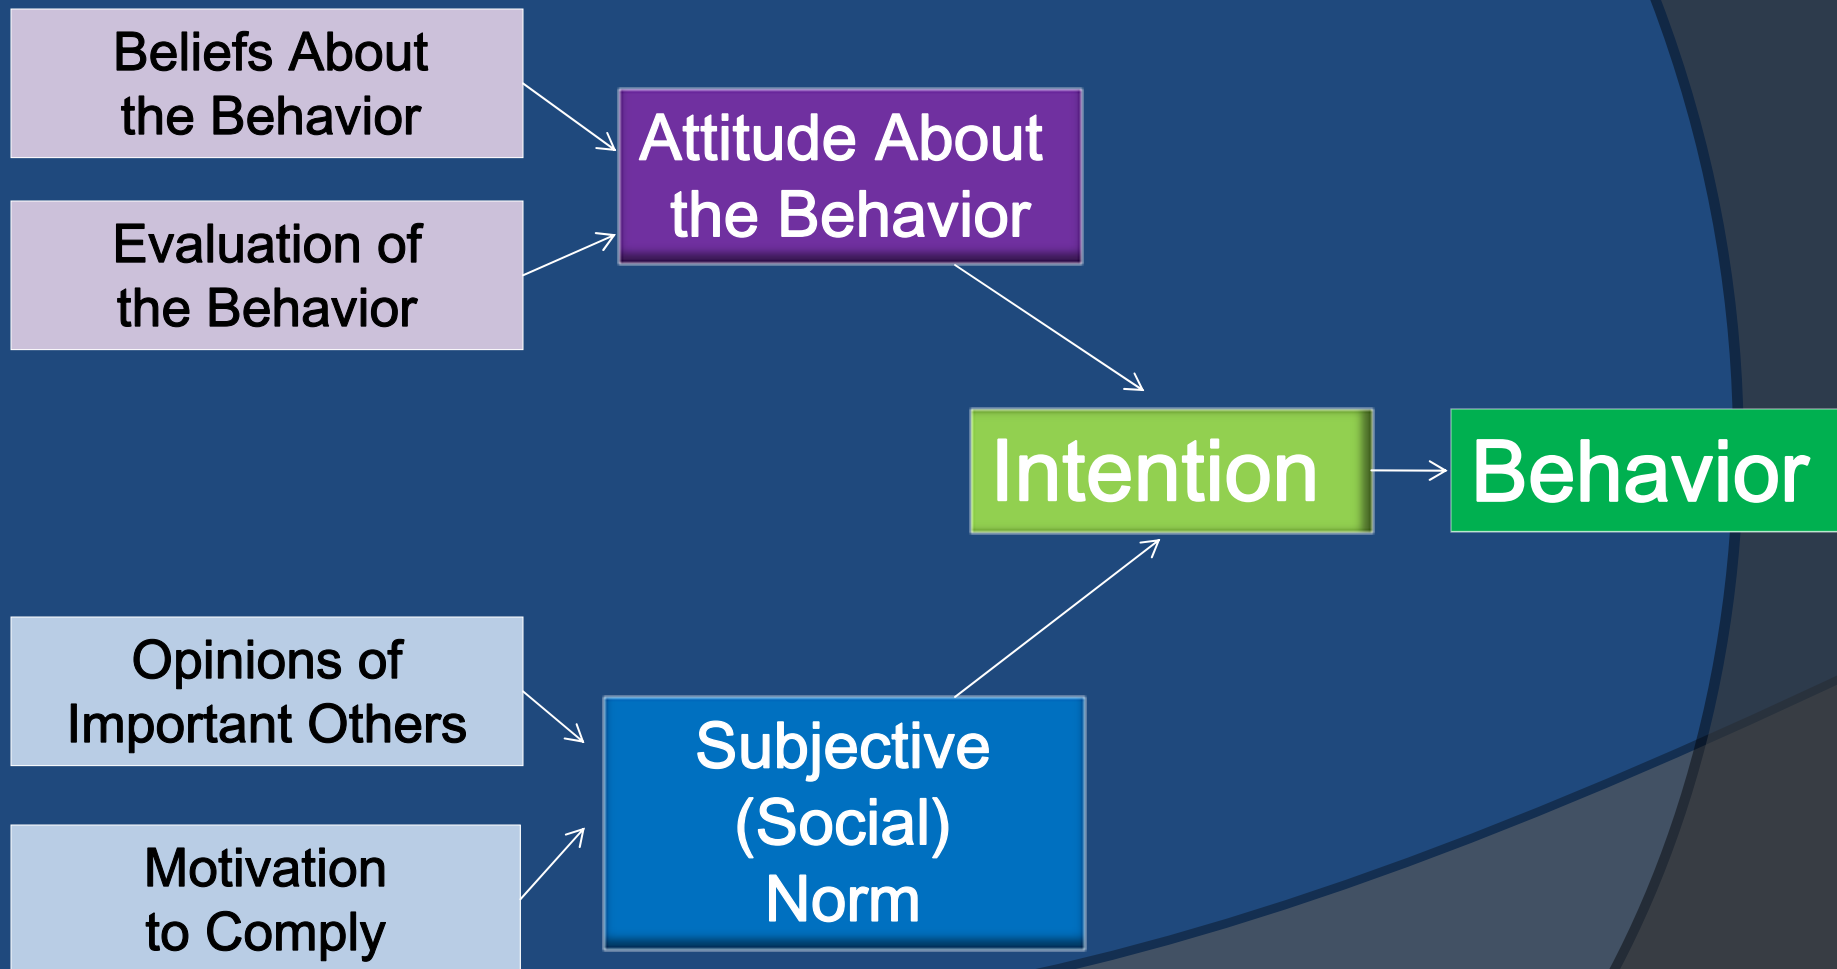 Beliefs About
the Behavior
Evaluation of
the Behavior
Attitude About
the Behavior
Intention
Behavior
Opinions of
Important Others
Motivation
to Comply
Subjective
(Social)
Norm